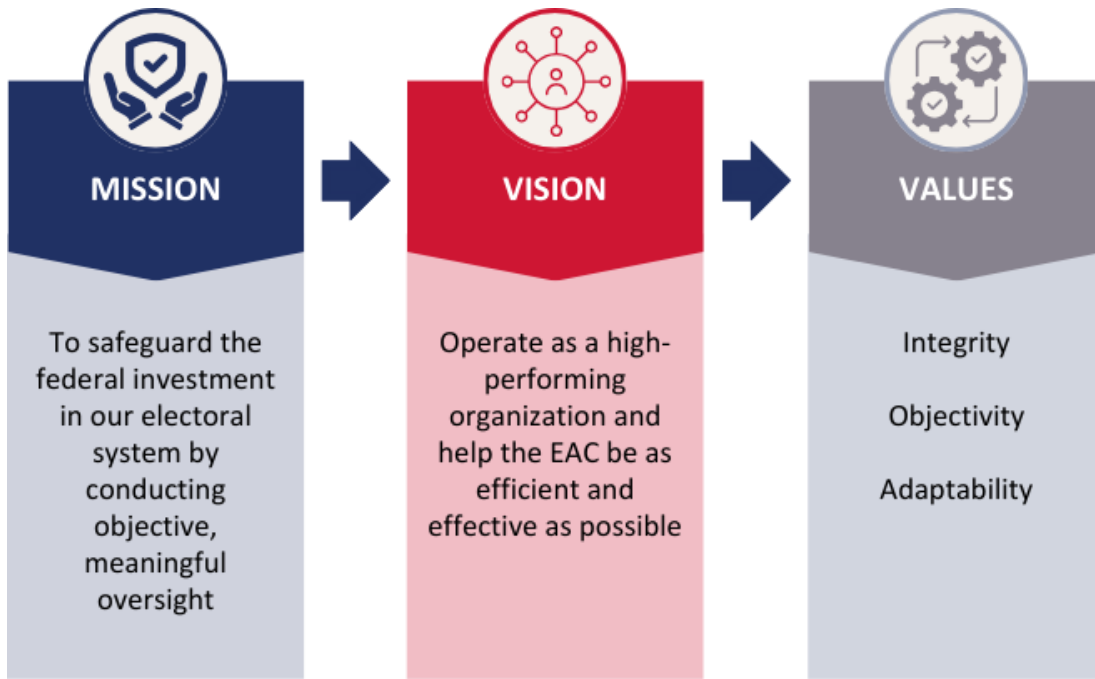 MISSION
To safeguard the
federal investment
in our electoral
system by
conducting
objective,
meaningful
oversight
VISION
Operate as a high-
performing
organization and
help the EAC be as
efficient and
effective as possible
VALUES
Integrity
Objectivity
Adaptability